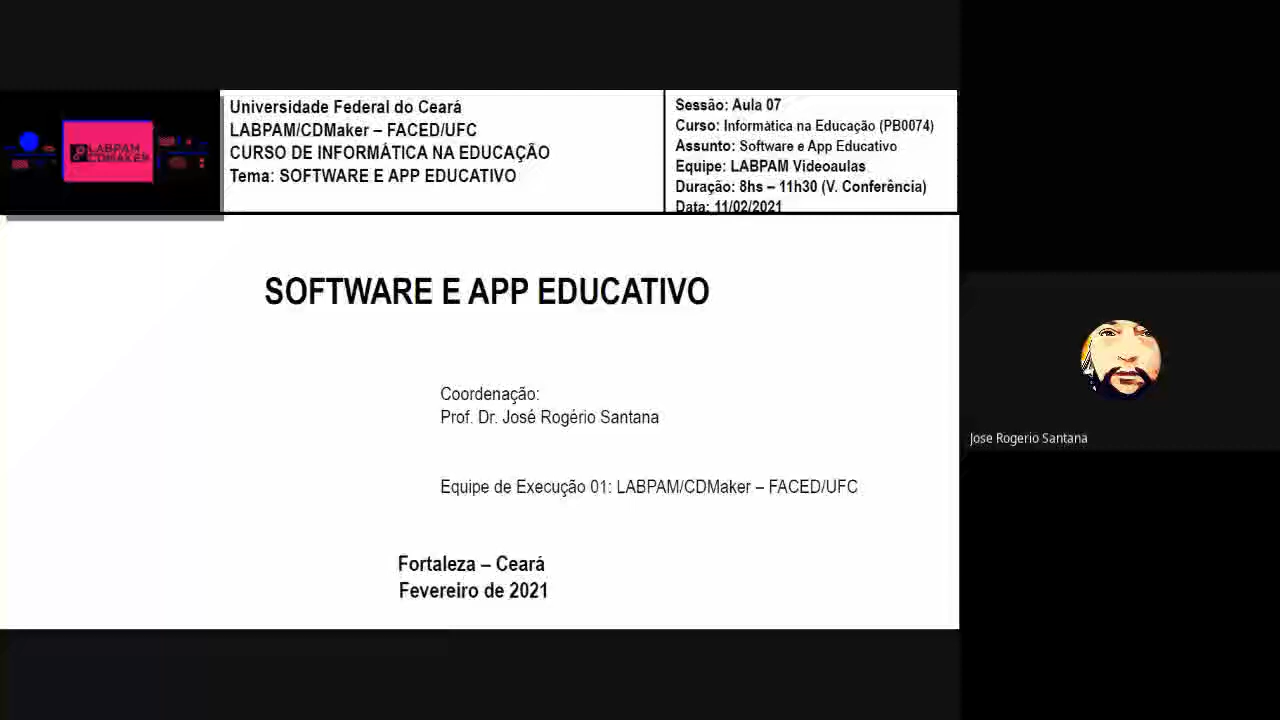 LABPAM
CDMAKER
Universidade Federal do Ceará
LABPAM/CDMaker – FACED/UFC
CURSO DE INFORMÁTICA NA EDUCAÇÃO
Tema: SOFTWARE E APP EDUCATIVO
Sessão: Aula 07
Curso: Informática na Educação (PB0074)
Assunto: Software e App Educativo
Equipe: LABPAM Videoaulas
Duração: 8hs – 11h30 (V. Conferência)
Data: 11/02/2021
SOFTWARE E APP EDUCATIVO
Coordenação:
Prof. Dr. José Rogério Santana
Equipe de Execução 01: LABPAM/CDMaker – FACED/UFC
Fortaleza – Ceará
Fevereiro de 2021
Jose Rogerio Santana